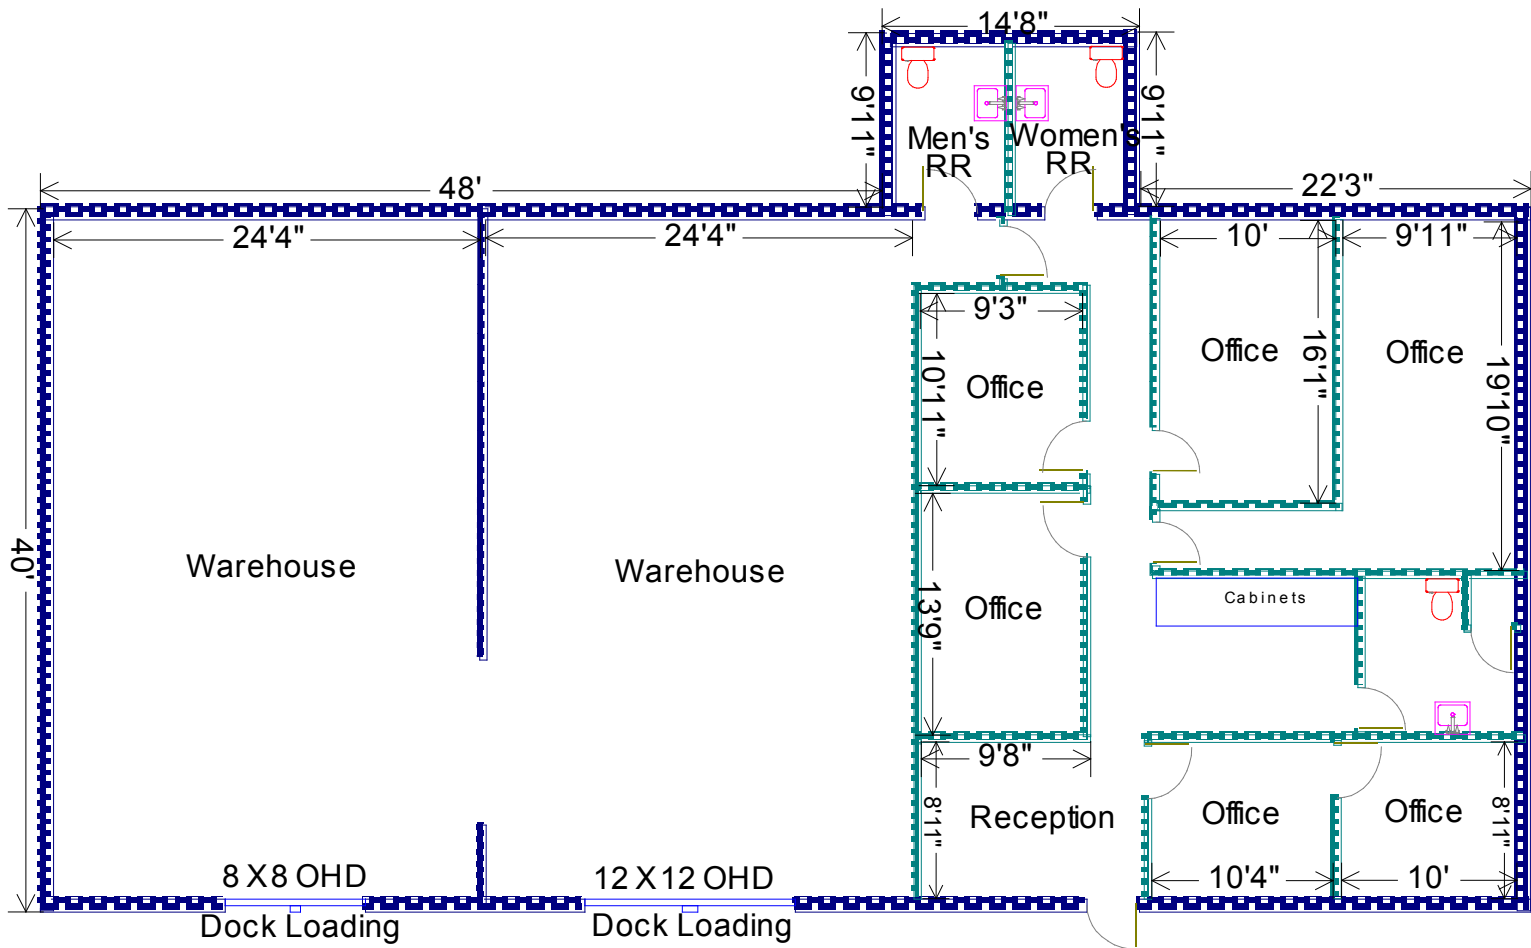 14'8"
9'11"
9'11"
Men's
RR
Women's
RR
48'
22'3"
24'4"
24'4"
10'
9'11"
9'3"
10'11"
Office
Office
16'1"
Office
19'10"
40'
Warehouse
Warehouse
13'9"
Office
Cabinets
9'8"
8'11"
Reception
Office
Office
8'11"
8 X 8 OHD
12 X 12 OHD
10'4"
10'
Dock Loading
Dock Loading